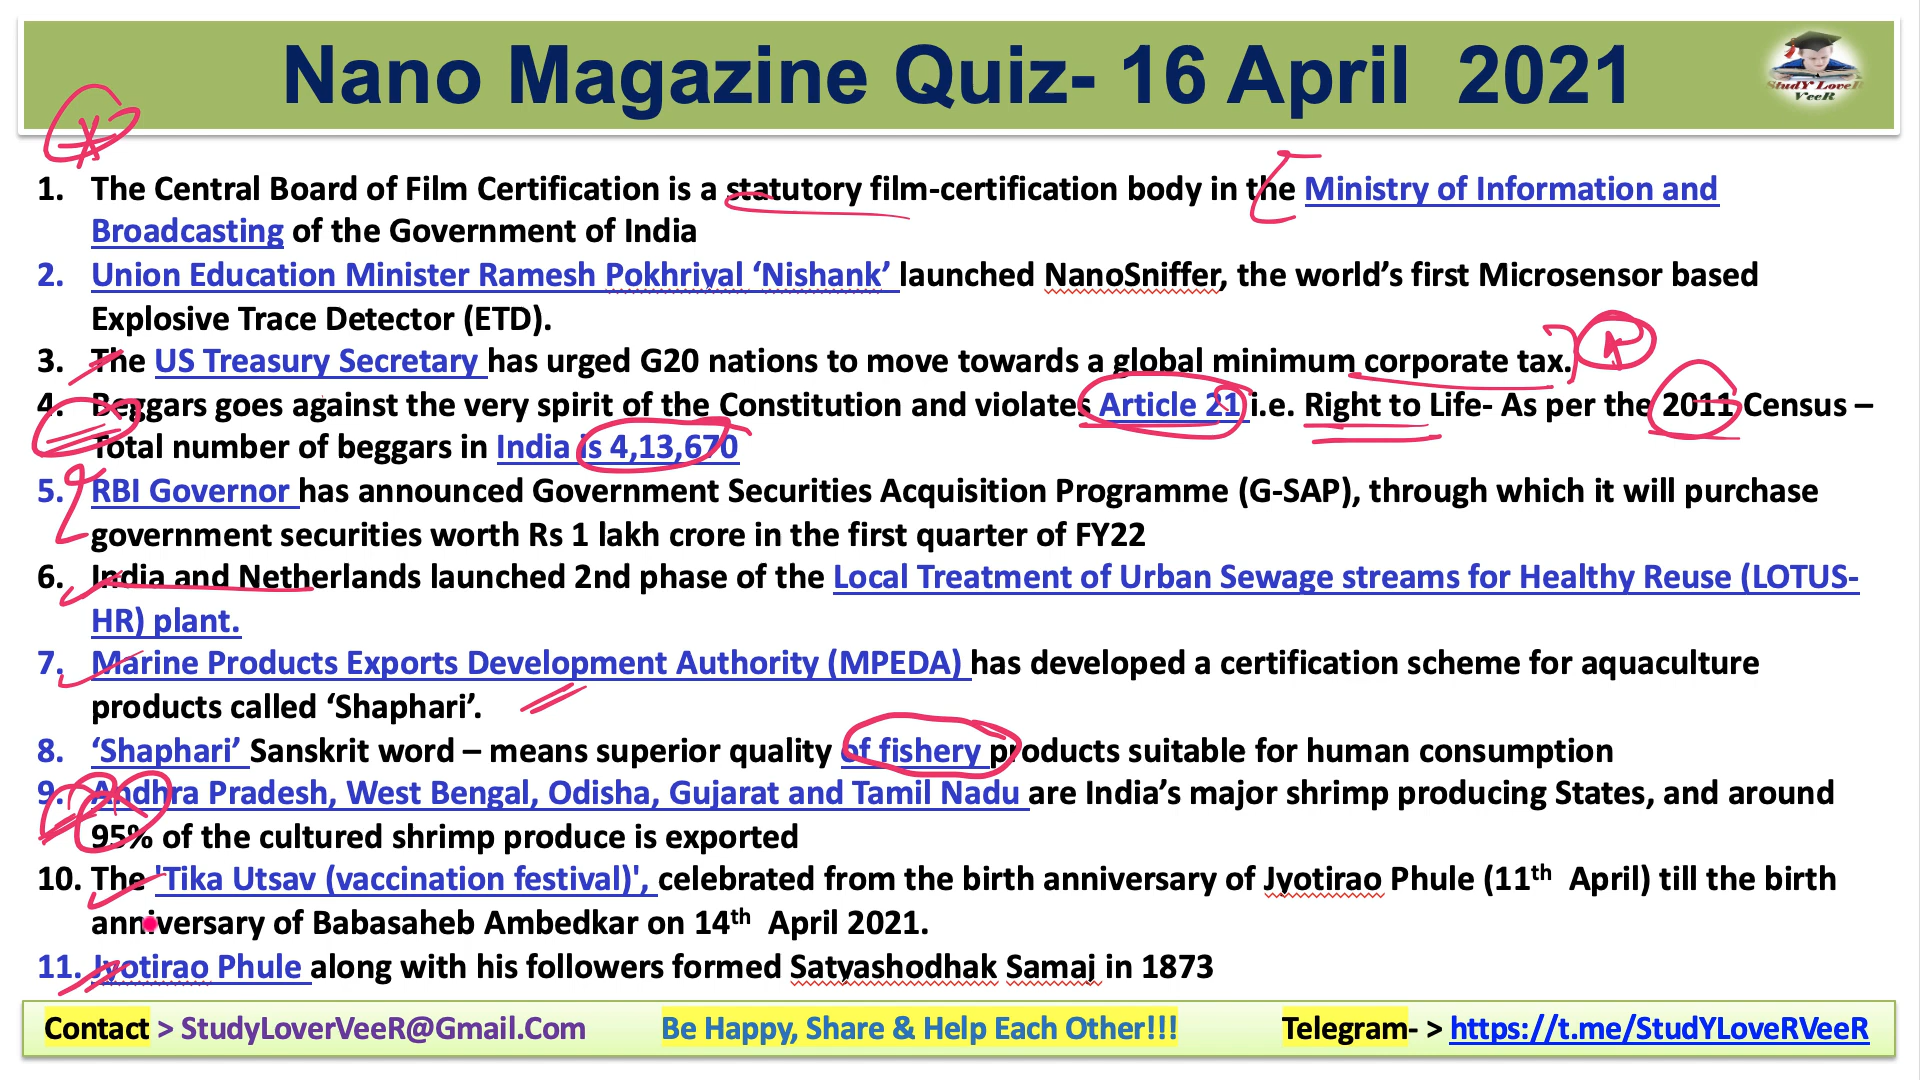 Nano Magazine Quiz- 16 April 2021
StudY LoveR
VeeR
1. The Central Board of Film Certification is a statutory film-certification body in the Ministry of Information and
Broadcasting of the Government of India
2. Union Education Minister Ramesh Pokhriyal ‘Nishank’ launched NanoSniffer, the world’s first Microsensor based
Explosive Trace Detector (ETD).
3. The US Treasury Secretary has urged G20 nations to move towards a global minimum corporate tax.
4. Beggars goes against the very spirit of the Constitution and violates Article 21 i.e. Right to Life- As per the 2011 Census –
Total number of beggars in India is 4,13,670
5. RBI Governor has announced Government Securities Acquisition Programme (G-SAP), through which it will purchase
government securities worth Rs 1 lakh crore in the first quarter of FY22
6. India and Netherlands launched 2nd phase of the Local Treatment of Urban Sewage streams for Healthy Reuse (LOTUS-
HR) plant.
7. Marine Products Exports Development Authority (MPEDA) has developed a certification scheme for aquaculture
products called ‘Shaphari’.
8. ‘Shaphari’ Sanskrit word – means superior quality of fishery products suitable for human consumption
9. Andhra Pradesh, West Bengal, Odisha, Gujarat and Tamil Nadu are India’s major shrimp producing States, and around
95% of the cultured shrimp produce is exported
10. The 'Tika Utsav (vaccination festival)', celebrated from the birth anniversary of Jyotirao Phule (11th April) till the birth
anniversary of Babasaheb Ambedkar on 14th April 2021.
11. Jyotirao Phule along with his followers formed Satyashodhak Samaj in 1873
Contact > StudyLoverVeeR@Gmail.Com Be Happy, Share & Help Each Other!!! Telegram- > https://t.me/StudYLoveRVeeR